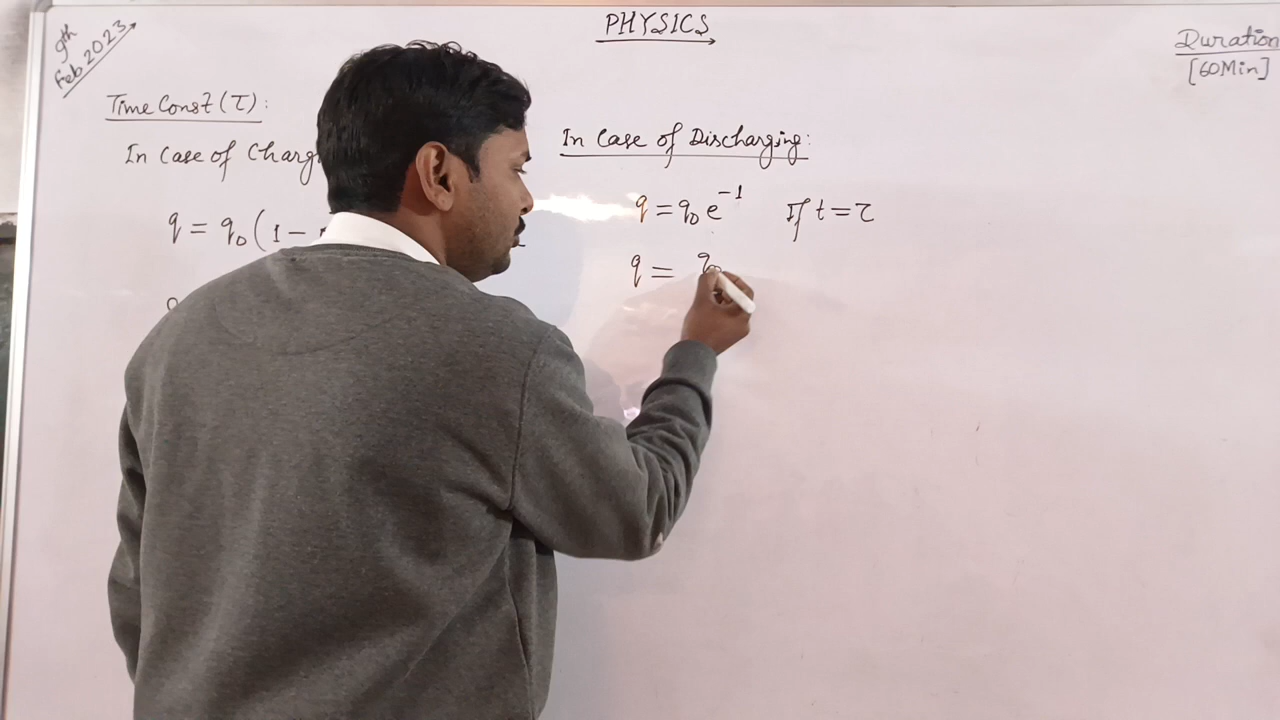 9th
Feb 2023
PHYSICS
Duration
[60Min]
Time Const (τ):
In Case of Charg
q = q₀(1 −
In Case of Discharging:
q = q₀e⁻¹ If t = τ
q = q₀